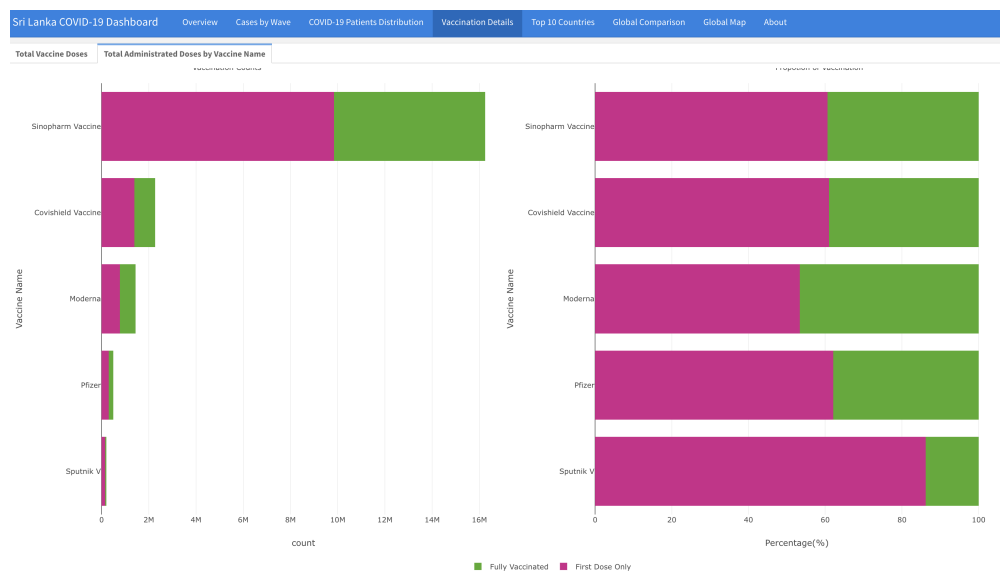 Sri Lanka COVID-19 Dashboard Overview Cases by Wave COVID-19 Patients Distribution Vaccination Details Top 10 Countries Global Comparison Global Map About
Total Vaccine Doses Total Administrated Doses by Vaccine Name
Sinopharm Vaccine
Covishield Vaccine
Moderna
Pfizer
Sputnik V
Vaccine Name
0 2M 4M 6M 8M 10M 12M 14M 16M
count
Sinopharm Vaccine
Covishield Vaccine
Moderna
Pfizer
Sputnik V
Vaccine Name
0 20 40 60 80 100
Percentage(%)
Fully Vaccinated First Dose Only